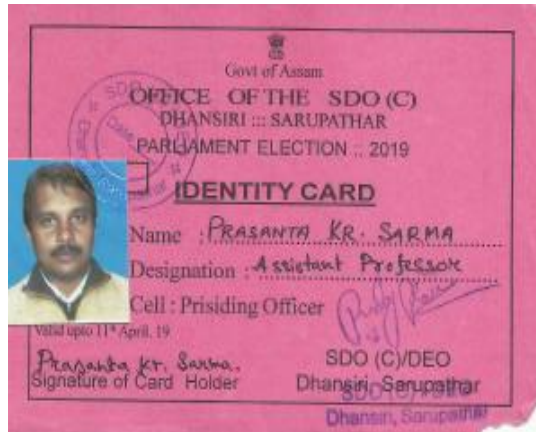 Govt of Assam
OFFICE OF THE SDO (C)
DHANSIRI ::: SARUPATHAR
PARLIAMENT ELECTION :: 2019
IDENTITY CARD
Name : PRASANTA KR. SARMA
Designation : Assistant Professor
Cell : Prisiding Officer
Valid upto 11th April. 19
Prasanta Kr. Sarma.
Signature of Card Holder
SDO (C)/DEO
Dhansiri, Sarupathar
Dhansiri, Sarupathar